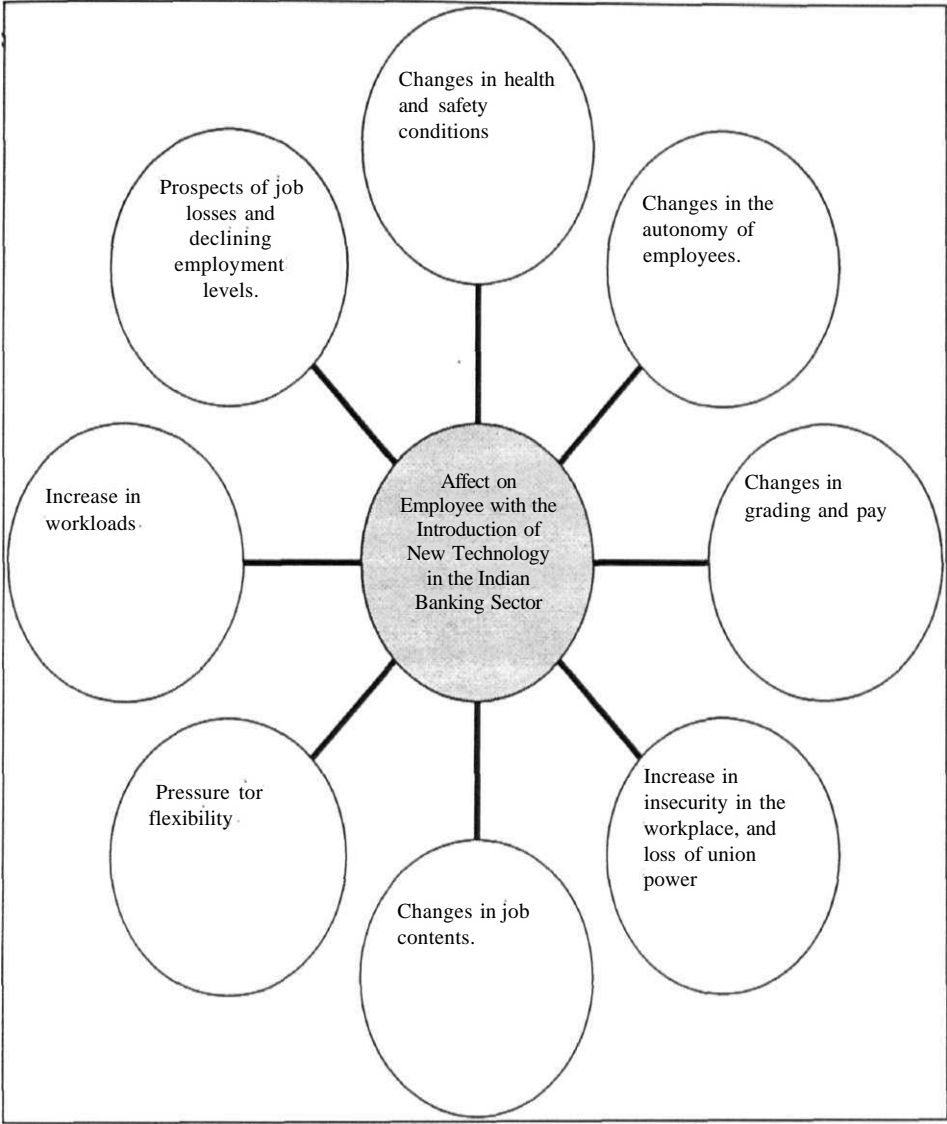 Changes in health
and safety
conditions
Prospects of job
losses and
declining
employment
levels.
Changes in the
autonomy of
employees.
Increase in
workloads
Affect on
Employee with the
Introduction of
New Technology
in the Indian
Banking Sector
Changes in
grading and pay
Pressure tor
flexibility
Increase in
insecurity in the
workplace, and
loss of union
power
Changes in job
contents.